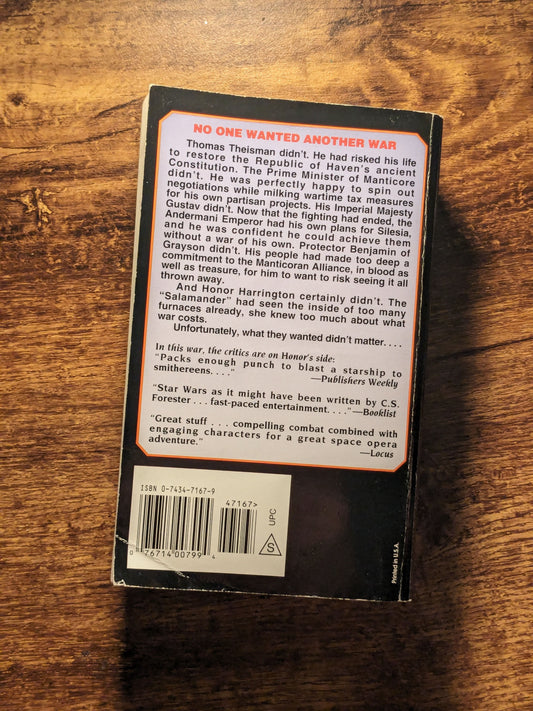 NO ONE WANTED ANOTHER WAR
Thomas Theisman didn't. He had risked his life
to restore the Republic of Haven's ancient
Constitution. The Prime Minister of Manticore
didn't. He was perfectly happy to spin out
negotiations while milking wartime tax measures
for his own partisan projects. His Imperial Majesty
Gustav didn't. Now that the fighting had ended, the
Andermani Emperor had his own plans for Silesia,
and he was confident he could achieve them
without a war of his own. Protector Benjamin of
Grayson didn't. His people had made too deep a
commitment to the Manticoran Alliance, in blood as
well as treasure, for him to want to risk seeing it all
thrown away.
And Honor Harrington certainly didn't. The
"Salamander" had seen the inside of too many
furnaces already, she knew too much about what
war costs.
Unfortunately, what they wanted didn't matter. . . .
In this war, the critics are on Honor's side:
"Packs enough punch to blast a starship to
smithereens. . . ."
—Publishers Weekly
"Star Wars as it might have been written by C.S.
Forester . . . fast-paced entertainment. . . ." —Booklist
"Great stuff . . . compelling combat combined with
engaging characters for a great space opera
adventure."
—Locus
ISBN 0-7434-7167-9
47167>
0 76714 00799 4
UPC
S
Printed in U.S.A.